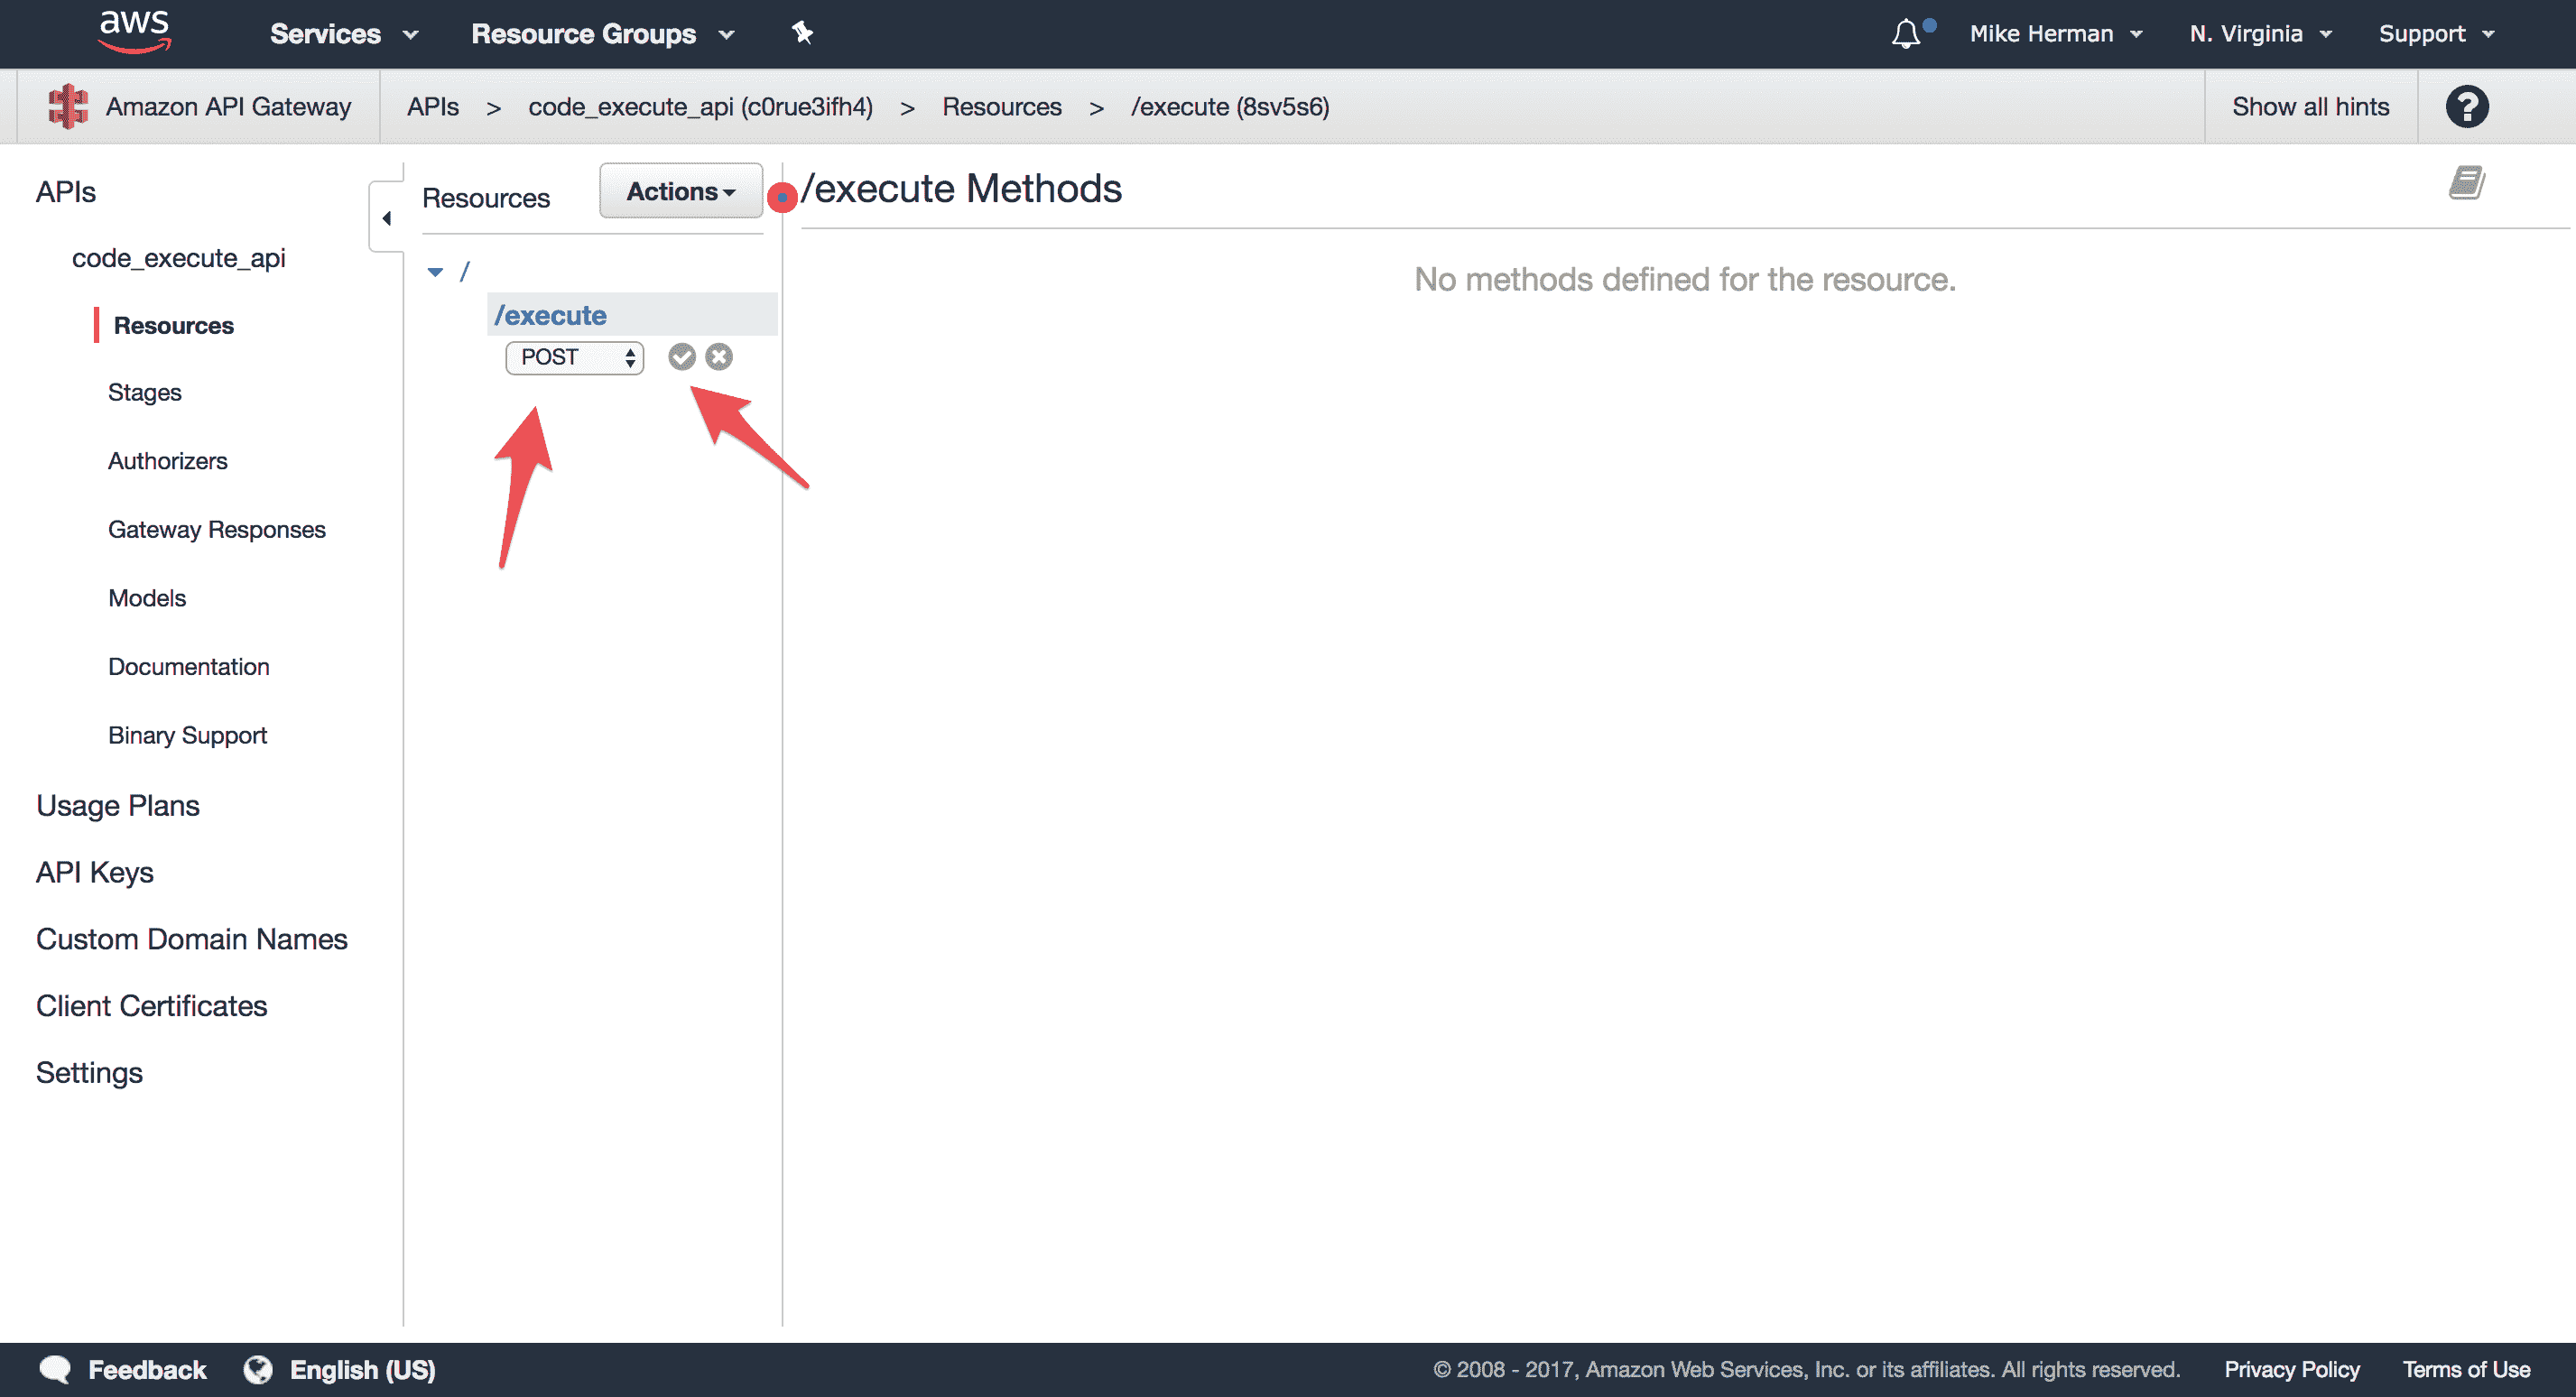 aws Services Resource Groups Mike Herman N. Virginia Support
Amazon API Gateway APIs > code_execute_api (c0rue3ifh4) > Resources > /execute (8sv5s6) Show all hints ?
APIs
code_execute_api
Resources
Stages
Authorizers
Gateway Responses
Models
Documentation
Binary Support
Usage Plans
API Keys
Custom Domain Names
Client Certificates
Settings
Resources Actions
/
/execute
POST
/execute Methods
No methods defined for the resource.
Feedback English (US) © 2008 - 2017, Amazon Web Services, Inc. or its affiliates. All rights reserved. Privacy Policy Terms of Use